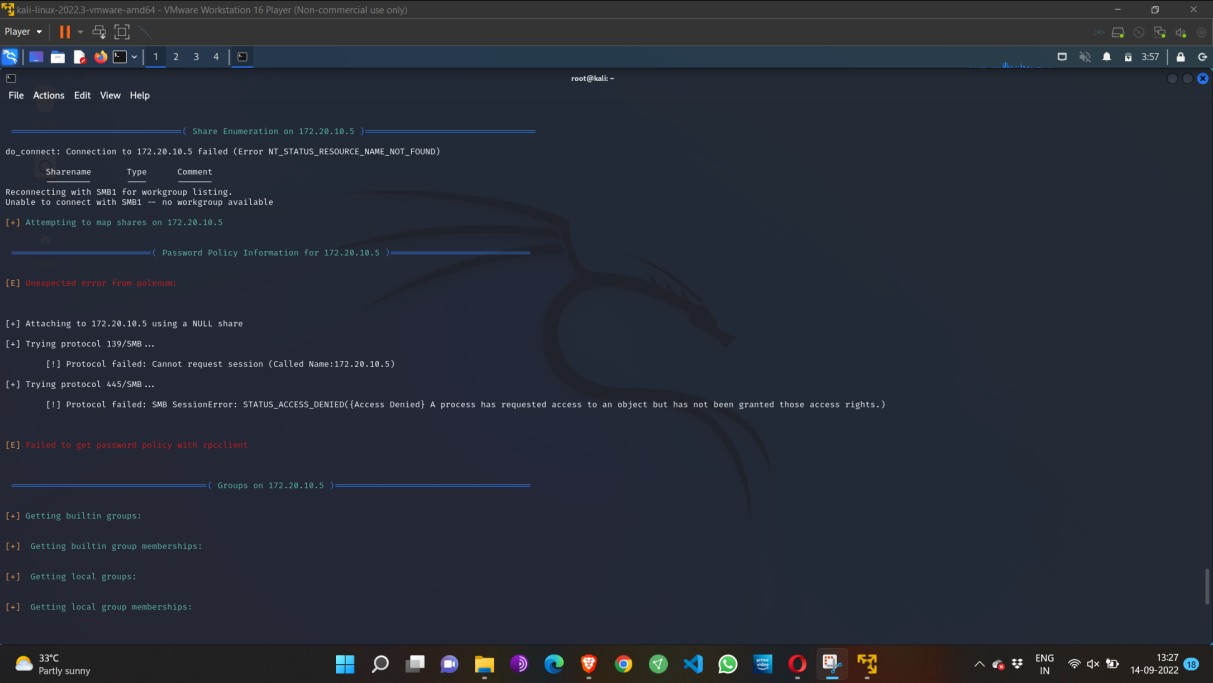 kali-linux-2022.3-vmware-amd64 - VMware Workstation 16 Player (Non-commercial use only)
Player
1 2 3 4
3:57
root@kali: ~
File Actions Edit View Help
( Share Enumeration on 172.20.10.5 )
do_connect: Connection to 172.20.10.5 failed (Error NT_STATUS_RESOURCE_NAME_NOT_FOUND)
Sharename Type Comment
Reconnecting with SMB1 for workgroup listing.
Unable to connect with SMB1 -- no workgroup available
[+] Attempting to map shares on 172.20.10.5
( Password Policy Information for 172.20.10.5 )
[E] Unexpected error from polenum:
[+] Attaching to 172.20.10.5 using a NULL share
[+] Trying protocol 139/SMB...
[!] Protocol failed: Cannot request session (Called Name:172.20.10.5)
[+] Trying protocol 445/SMB...
[!] Protocol failed: SMB SessionError: STATUS_ACCESS_DENIED({Access Denied} A process has requested access to an object but has not been granted those access rights.)
[E] Failed to get password policy with rpcclient
( Groups on 172.20.10.5 )
[+] Getting builtin groups:
[+] Getting builtin group memberships:
[+] Getting local groups:
[+] Getting local group memberships:
33°C
Partly sunny
ENG
IN
13:27
14-09-2022
18